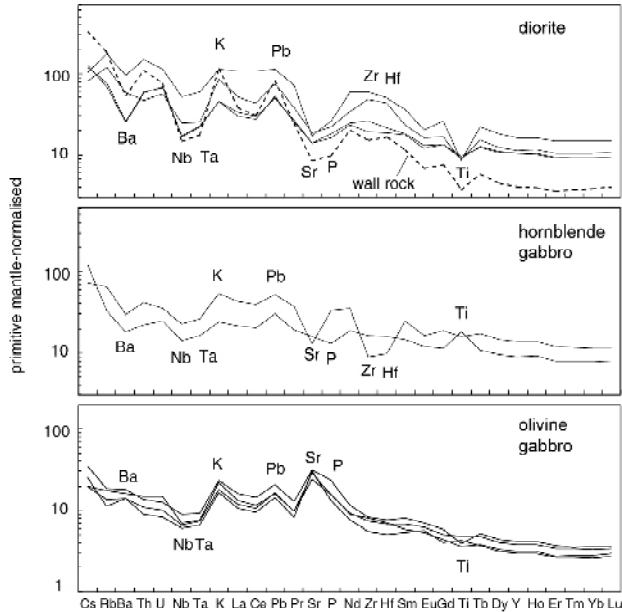 primitive mantle-normalised
diorite
100
10
K
Pb
Zr Hf
Ba
Nb
Ta
Sr
P
Ti
wall rock
hornblende
gabbro
100
10
K
Pb
Ti
Ba
Nb
Ta
Sr
P
Zr Hf
olivine
gabbro
100
10
1
Ba
K
Pb
Sr
P
Nb Ta
Ti
Cs Rb Ba Th U Nb Ta K La Ce Pb Pr Sr P Nd Zr Hf Sm Eu Gd Ti Tb Dy Y Ho Er Tm Yb Lu